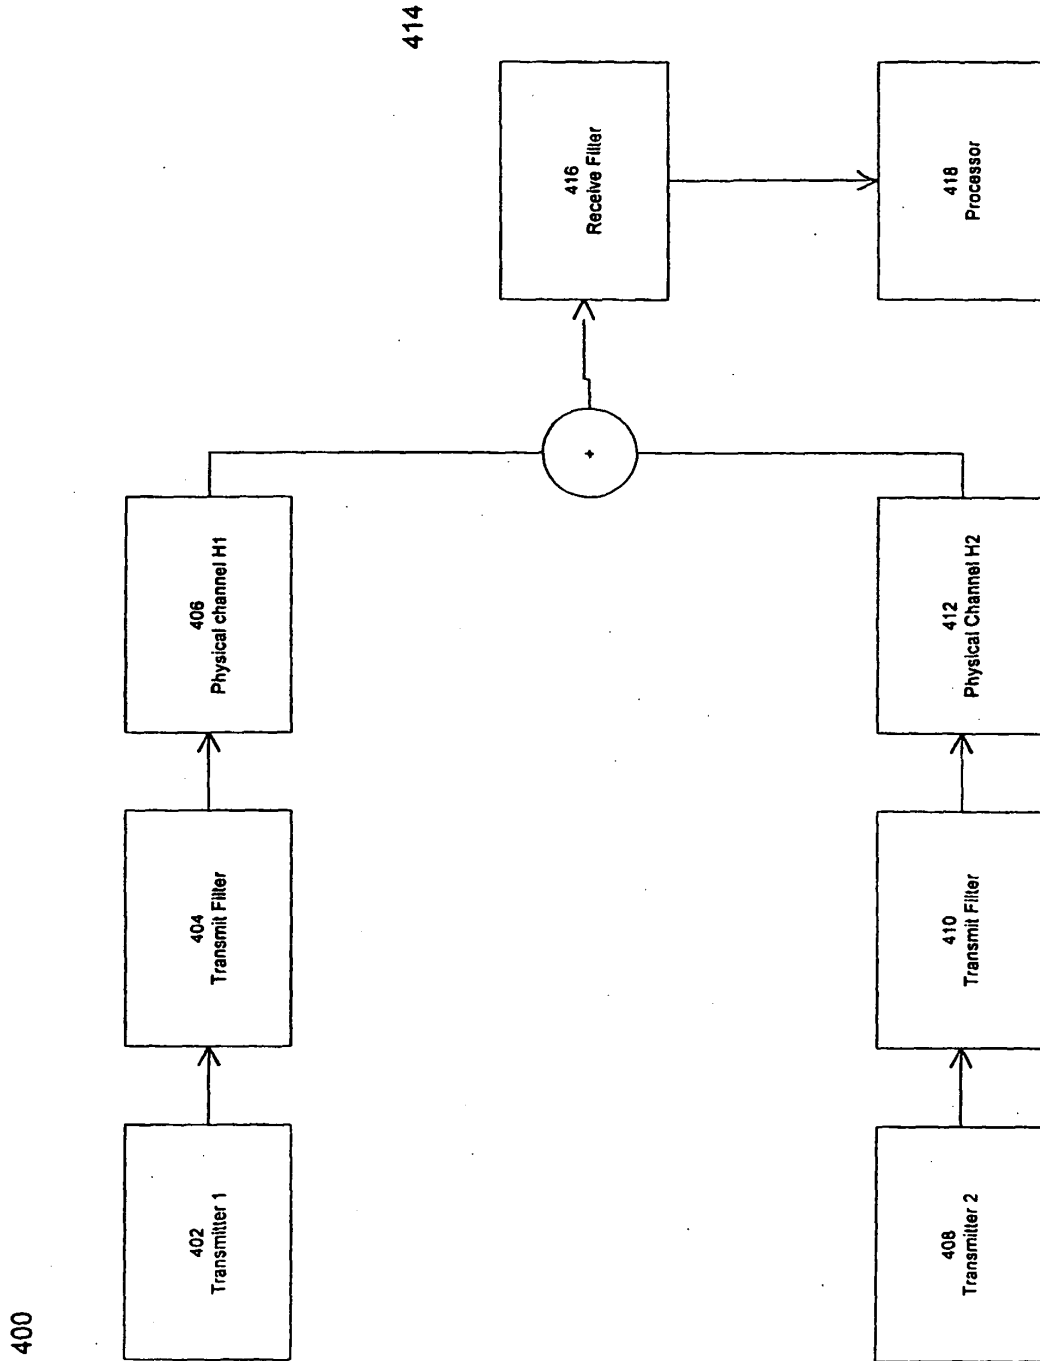 400
402
Transmitter 1
404
Transmit Filter
406
Physical channel H1
408
Transmitter 2
410
Transmit Filter
412
Physical Channel H2
+
414
416
Receive Filter
418
Processor